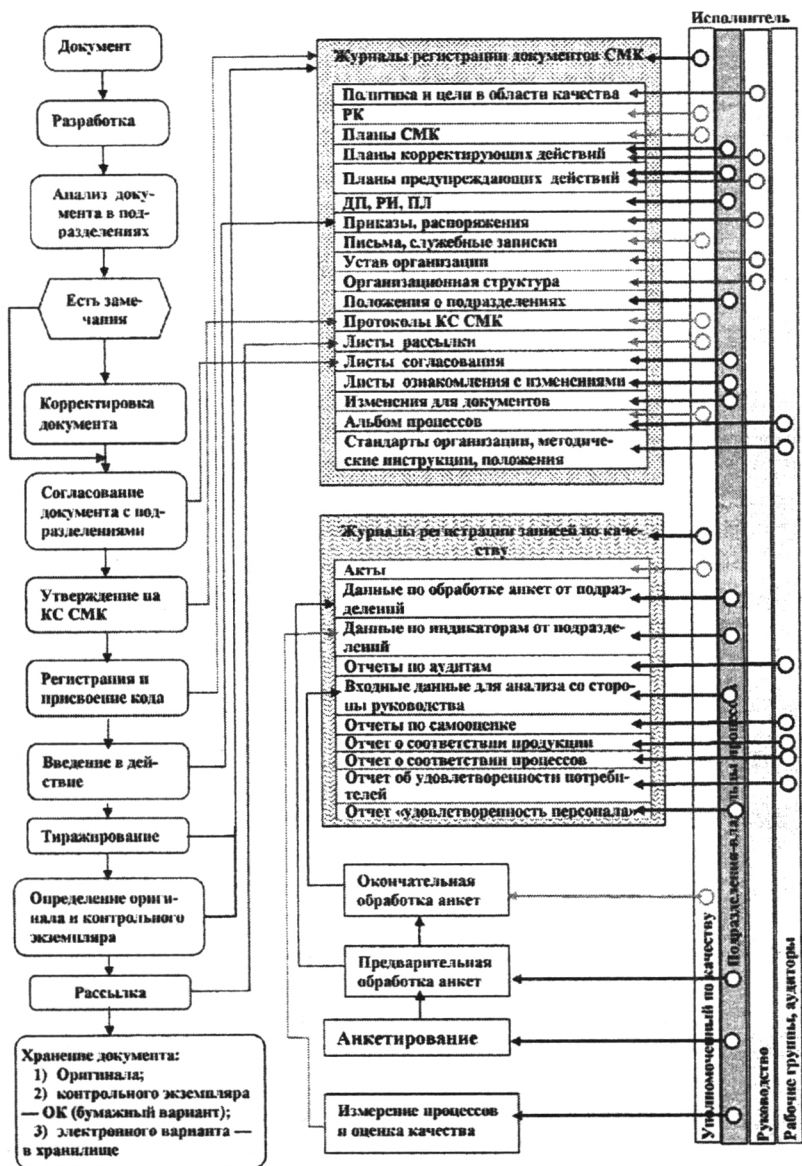 Документ
Разработка
Анализ доку-
мента в под-
разделениях
Есть заме-
чания
Корректировка
документа
Согласование
документа с под-
разделениями
Утверждение на
КС СМК
Регистрация и
присвоение кода
Введение в дей-
ствие
Тиражирование
Определение ориги-
нала и контрольного
экземпляра
Рассылка
Хранение документа:
1) Оригинала;
2) контрольного экземпляра
— ОК (бумажный вариант);
3) электронного варианта —
в хранилище
Журналы регистрации документов СМК
Политика и цели в области качества
РК
Планы СМК
Планы корректирующих действий
Планы предупреждающих действий
ДП, РИ, ПЛ
Приказы, распоряжения
Письма, служебные записки
Устав организации
Организационная структура
Положения о подразделениях
Протоколы КС СМК
Листы рассылки
Листы согласования
Листы ознакомления с изменениями
Изменения для документов
Альбом процессов
Стандарты организации, методиче-
ские инструкции, положения
Журналы регистрации записей по каче-
ству
Акты
Данные по обработке анкет от подраз-
делений
Данные по индикаторам от подразде-
лений
Отчеты по аудитам
Входные данные для анализа со сторо-
ны руководства
Отчеты по самооценке
Отчет о соответствии продукции
Отчет о соответствии процессов
Отчет об удовлетворенности потреби-
телей
Отчет «удовлетворенность персонала»
Окончательная
обработка анкет
Предварительная
обработка анкет
Анкетирование
Измерение процессов
и оценка качества
Исполнитель
Уполномоченный по качеству
Подразделения-владельцы процесса
Руководство
Рабочие группы, аудиторы